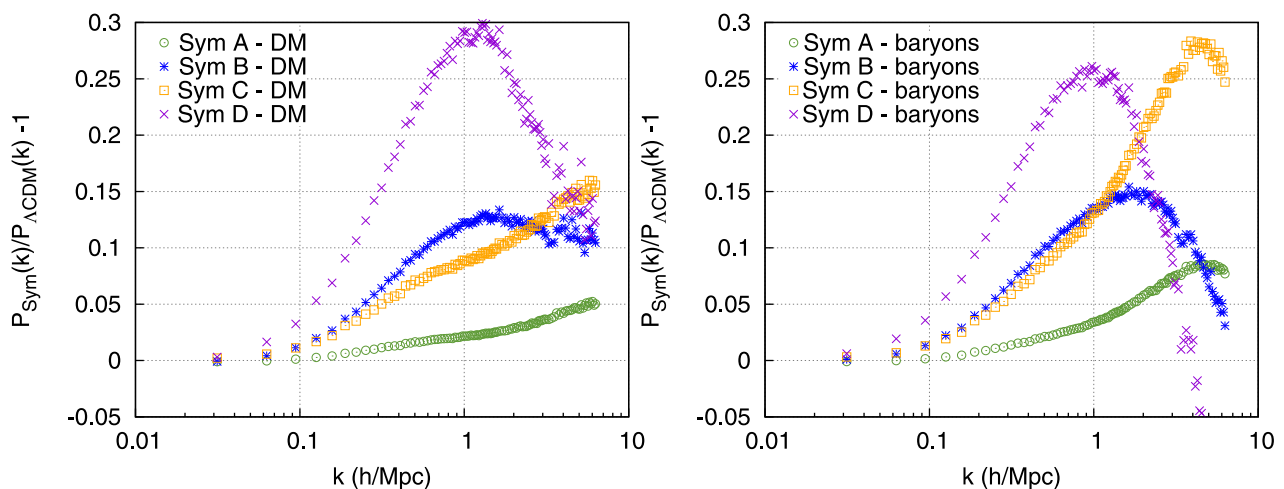 0.3
0.25
0.2
0.15
0.1
0.05
0
-0.05
P_Sym(k)/P_ΛCDM(k) -1
Sym A - DM
Sym B - DM
Sym C - DM
Sym D - DM
0.01 0.1 1 10
k (h/Mpc)
0.3
0.25
0.2
0.15
0.1
0.05
0
-0.05
P_Sym(k)/P_ΛCDM(k) -1
Sym A - baryons
Sym B - baryons
Sym C - baryons
Sym D - baryons
0.01 0.1 1 10
k (h/Mpc)